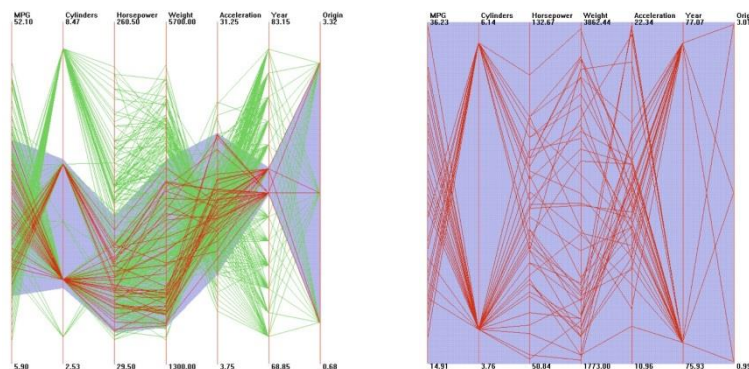 MPG Cylinders Horsepower Weight Acceleration Year Origin
52.10 8.47 260.50 5700.00 31.25 83.15 3.32
5.90 2.53 29.50 1300.00 3.75 68.85 0.68
MPG Cylinders Horsepower Weight Acceleration Year Origin
36.23 6.14 132.67 3862.44 22.34 77.07
14.91 3.76 50.04 1773.00 10.96 75.93